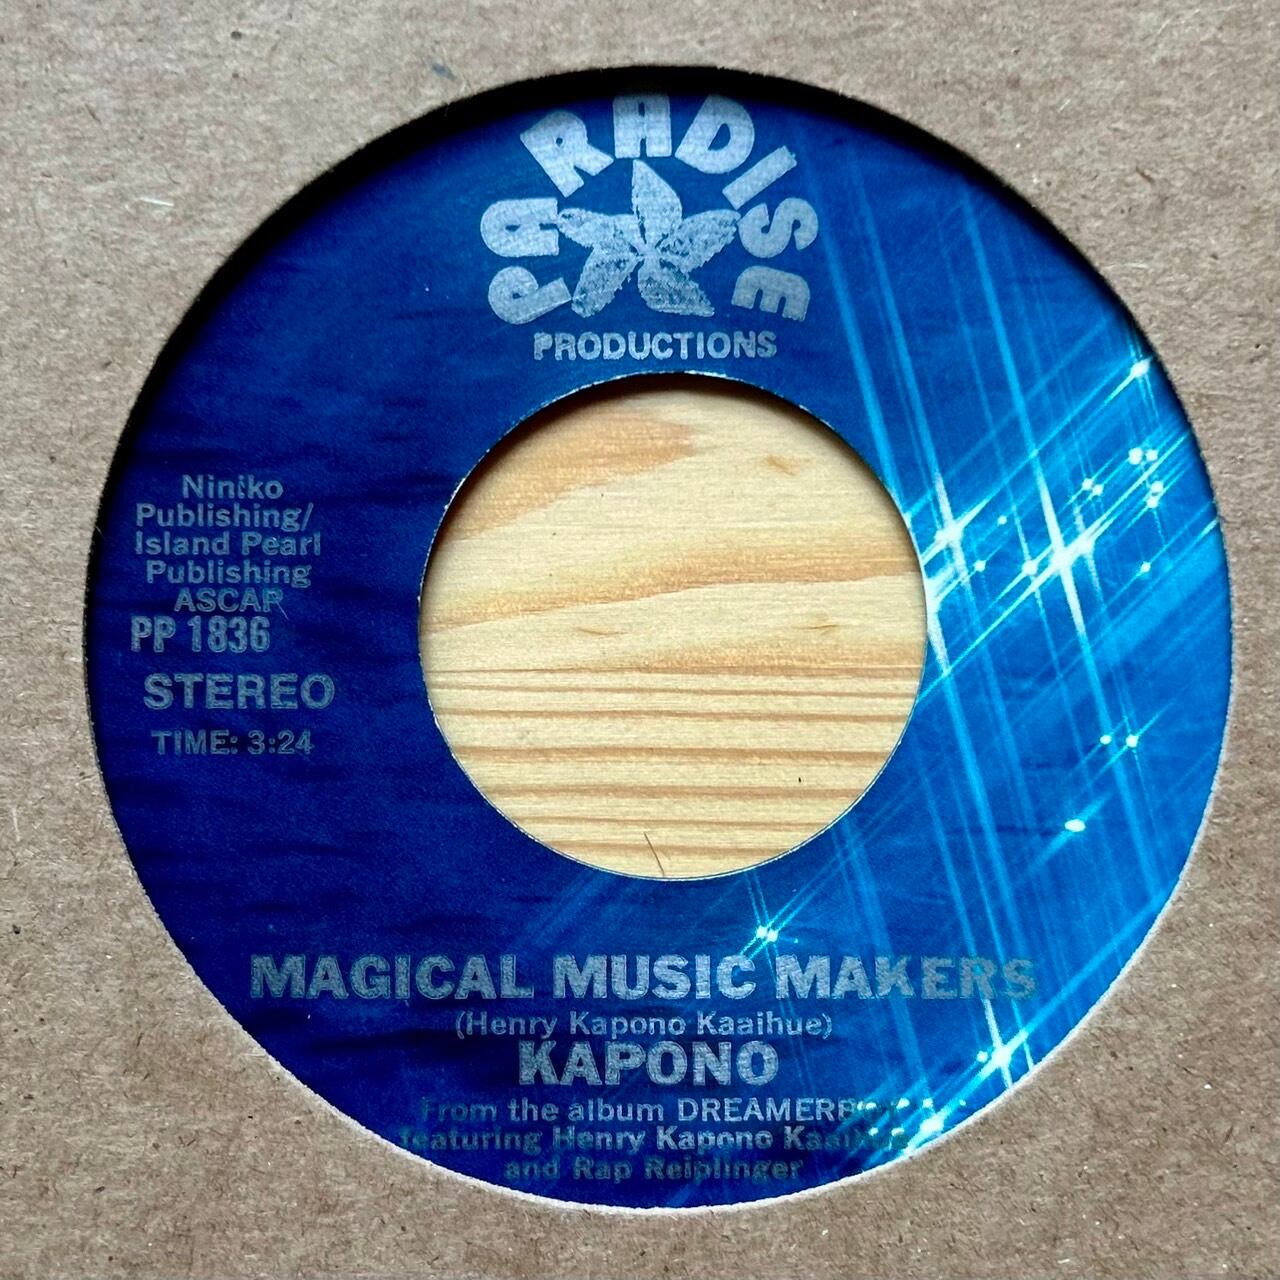 PARADISE
PRODUCTIONS
Niniko
Publishing/
Island Pearl
Publishing
ASCAP
PP 1836
STEREO
TIME: 3:24
MAGICAL MUSIC MAKERS
(Henry Kapono Kaaihue)
KAPONO
From the album
featuring Henry Kapono Kaaihue
and Rap Reiplinger